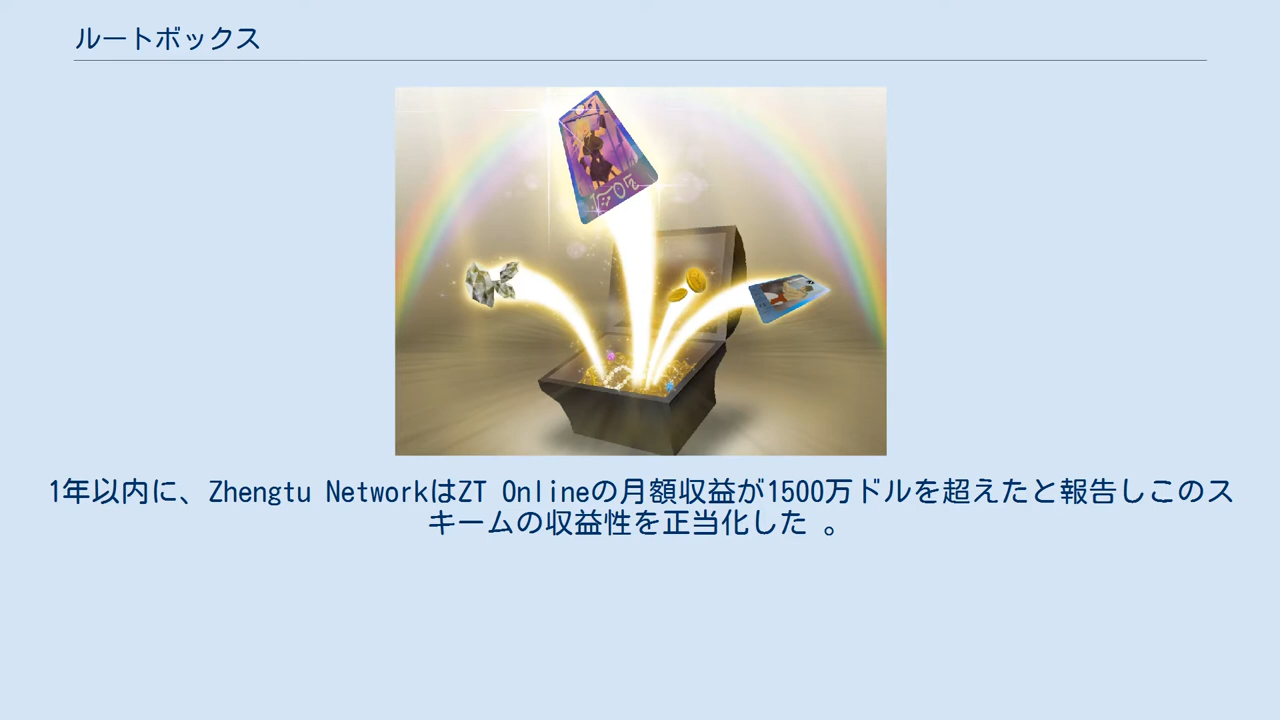 ルートボックス
1年以内に、Zhengtu NetworkはZT Onlineの月額収益が1500万ドルを超えたと報告しこのス
キームの収益性を正当化した 。